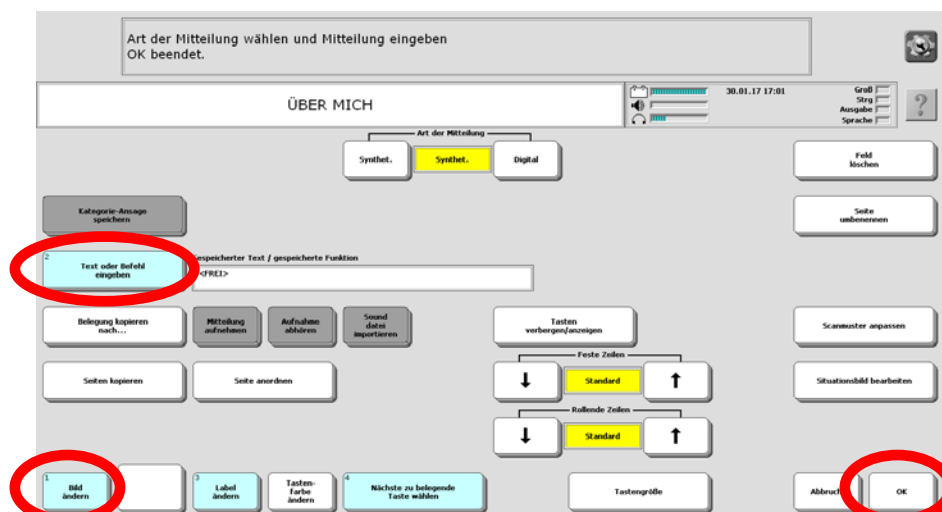 Art der Mitteilung wählen und Mitteilung eingeben
OK beendet.
ÜBER MICH
30.01.17 17:01
Groß
Strg
Ausgabe
Sprache
?
Art der Mitteilung
Synthet.
Synthet.
Digital
Feld
löschen
Kategorie-Ansage
speichern
Seite
umbenennen
2
Text oder Befehl
eingeben
Gespeicherter Text / gespeicherte Funktion
<FREI>
Belegung kopieren
nach...
Mitteilung
aufnehmen
Aufnahme
abhören
Sound
datei
importieren
Tasten
verbergen/anzeigen
Scanmuster anpassen
Feste Zeilen
Seiten kopieren
Seite anordnen
Standard
Situationsbild bearbeiten
Rollende Zeilen
Standard
1
Bild
ändern
3
Label
ändern
Tasten-
farbe
ändern
4
Nächste zu belegende
Taste wählen
Tastengröße
Abbruch
OK